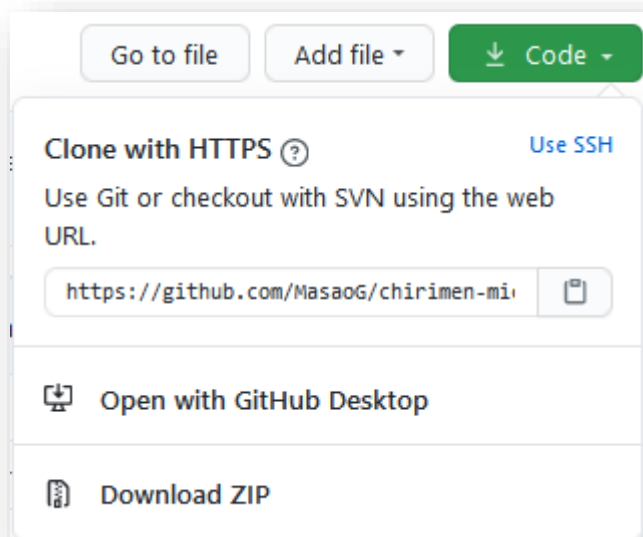 Go to file
Add file
Code
Clone with HTTPS
Use SSH
Use Git or checkout with SVN using the web
URL.
https://github.com/MasaoG/chirimen-mi
Open with GitHub Desktop
Download ZIP